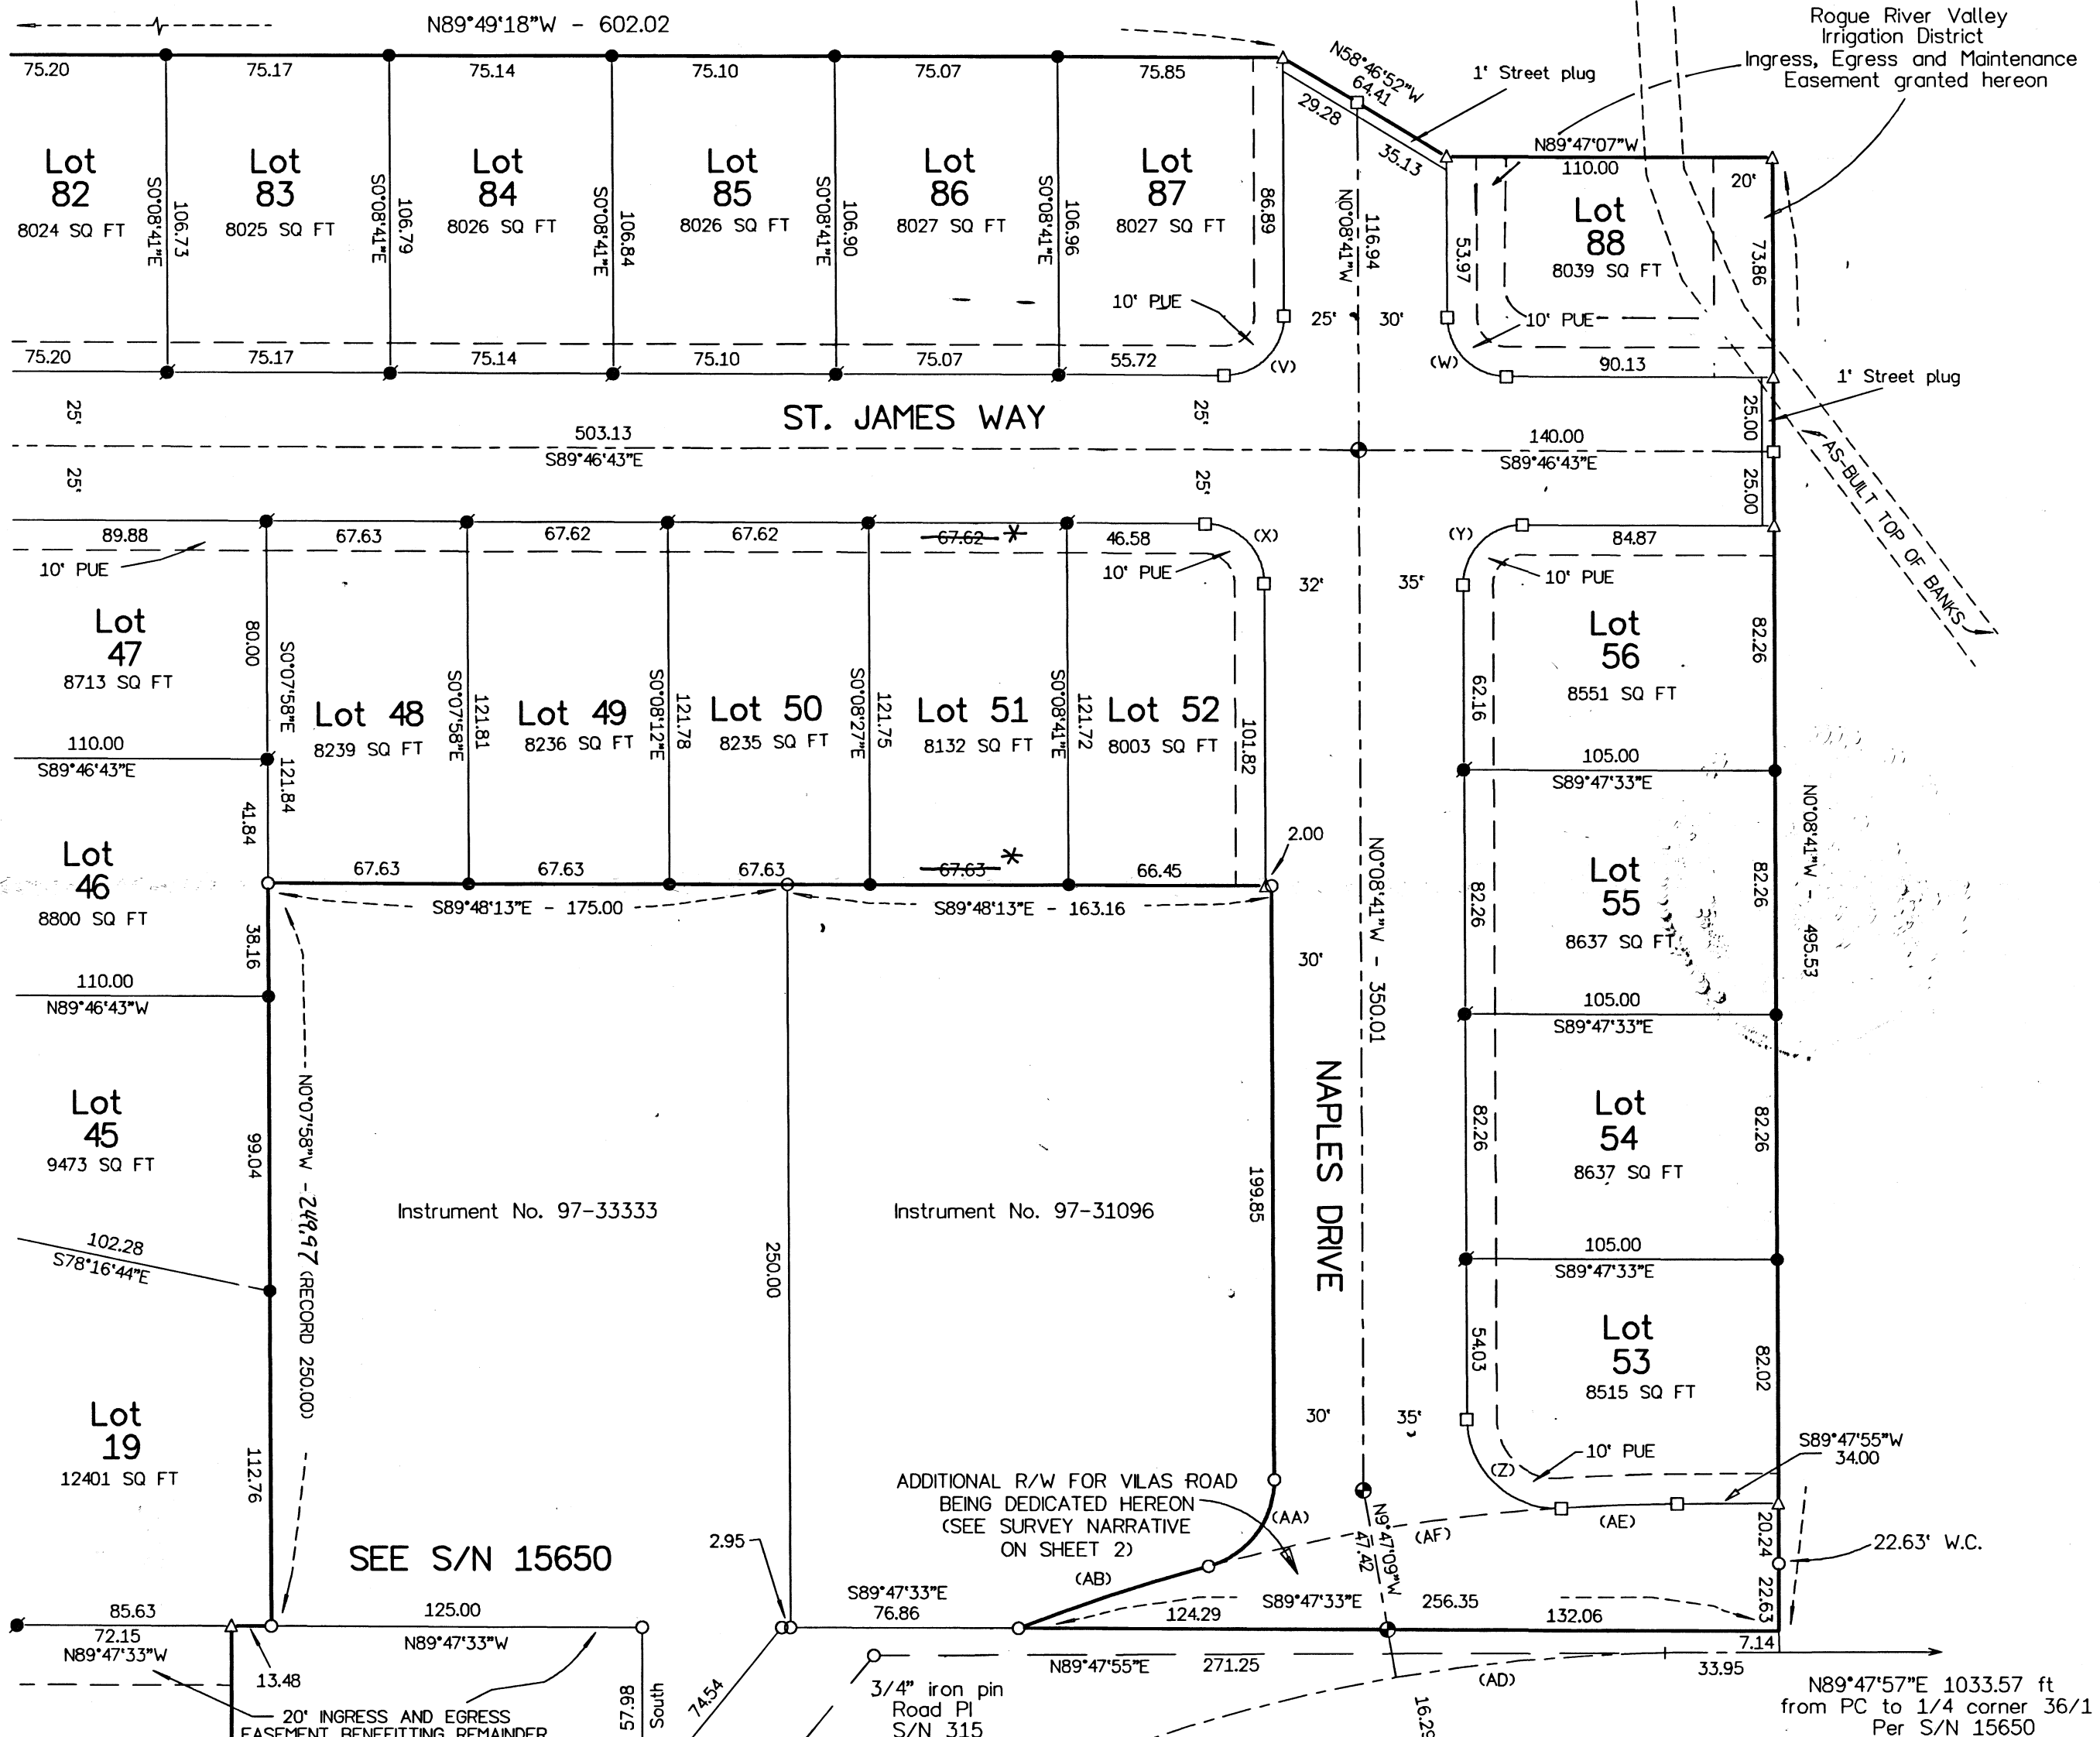 N89°49'18"W - 602.02
75.20
75.17
75.14
75.10
75.07
75.85
N58°46'52"W
64.41
29.28
35.13
1' Street plug
Rogue River Valley
Irrigation District
Ingress, Egress and Maintenance
Easement granted hereon
N89°47'07"W
110.00
20'
Lot
82
8024 SQ FT
S0°08'41"E
106.73
Lot
83
8025 SQ FT
S0°08'41"E
106.79
Lot
84
8026 SQ FT
S0°08'41"E
106.84
Lot
85
8026 SQ FT
S0°08'41"E
106.90
Lot
86
8027 SQ FT
S0°08'41"E
106.96
Lot
87
8027 SQ FT
86.89
N0°08'41"W
116.94
53.97
Lot
88
8039 SQ FT
73.86
10' PUE
25'
30'
10' PUE
75.20
75.17
75.14
75.10
75.07
55.72
(V)
(W)
90.13
1' Street plug
25'
ST. JAMES WAY
25'
25.00
503.13
S89°46'43"E
140.00
S89°46'43"E
AS-BUILT TOP OF BANKS
25'
25'
25.00
89.88
67.63
67.62
67.62
67.62 *
46.58
(X)
(Y)
84.87
10' PUE
10' PUE
32'
35'
10' PUE
Lot
47
8713 SQ FT
80.00
S0°07'58"E
121.84
Lot 48
8239 SQ FT
S0°07'58"E
121.81
Lot 49
8236 SQ FT
S0°08'12"E
121.78
Lot 50
8235 SQ FT
S0°08'27"E
121.75
Lot 51
8132 SQ FT
S0°08'41"E
121.72
Lot 52
8003 SQ FT
101.82
62.16
Lot
56
8551 SQ FT
82.26
110.00
S89°46'43"E
41.84
105.00
S89°47'33"E
N0°08'41"W - 495.53
2.00
Lot
46
8800 SQ FT
38.16
67.63
67.63
67.63
67.63 *
66.45
S89°48'13"E - 175.00
S89°48'13"E - 163.16
N0°08'41"W - 350.01
30'
82.26
Lot
55
8637 SQ FT
82.26
110.00
N89°46'43"W
105.00
S89°47'33"E
NAPLES DRIVE
Lot
45
9473 SQ FT
99.04
N0°07'58"W - 249.97 (RECORD 250.00)
Instrument No. 97-33333
250.00
Instrument No. 97-31096
199.85
82.26
Lot
54
8637 SQ FT
82.26
102.28
S78°16'44"E
105.00
S89°47'33"E
Lot
19
12401 SQ FT
112.76
30'
35'
54.03
Lot
53
8515 SQ FT
82.02
S89°47'55"W
34.00
10' PUE
(Z)
ADDITIONAL R/W FOR VILAS ROAD
BEING DEDICATED HEREON
(SEE SURVEY NARRATIVE
ON SHEET 2)
(AA)
(AF)
(AE)
N9°47'09"W
47.42
20.24
22.63' W.C.
22.63
SEE S/N 15650
2.95
(AB)
85.63
72.15
N89°47'33"W
13.48
125.00
N89°47'33"W
S89°47'33"E
76.86
124.29
S89°47'33"E
256.35
132.06
7.14
N89°47'55"E
271.25
(AD)
33.95
N89°47'57"E 1033.57 ft
from PC to 1/4 corner 36/1
Per S/N 15650
20' INGRESS AND EGRESS
EASEMENT BENEFITTING REMAINDER
57.98
South
74.54
3/4" iron pin
Road PI
S/N 315
16.29